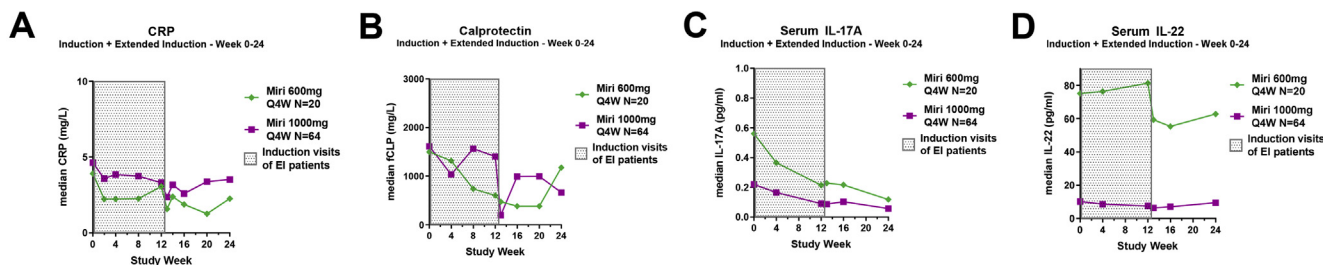 A
CRP
Induction + Extended Induction - Week 0-24
median CRP (mg/L)
10
5
0
0 4 8 12 16 20 24
Study Week
Miri 600mg
Q4W N=20
Miri 1000mg
Q4W N=64
Induction visits
of EI patients
B
Calprotectin
Induction + Extended Induction - Week 0-24
median fCLP (mg/L)
3000
2000
1000
0
0 4 8 12 16 20 24
Study Week
Miri 600mg
Q4W N=20
Miri 1000mg
Q4W N=64
Induction visits
of EI patients
C
Serum IL-17A
Induction + Extended Induction - Week 0-24
median IL-17A (pg/ml)
1.0
0.8
0.6
0.4
0.2
0.0
0 4 8 12 16 20 24
Study Week
Miri 600mg
Q4W N=20
Miri 1000mg
Q4W N=64
Induction visits
of EI patients
D
Serum IL-22
Induction + Extended Induction - Week 0-24
median IL-22 (pg/ml)
80
60
40
20
0
0 4 8 12 16 20 24
Study Week
Miri 600mg
Q4W N=20
Miri 1000mg
Q4W N=64
Induction visits
of EI patients